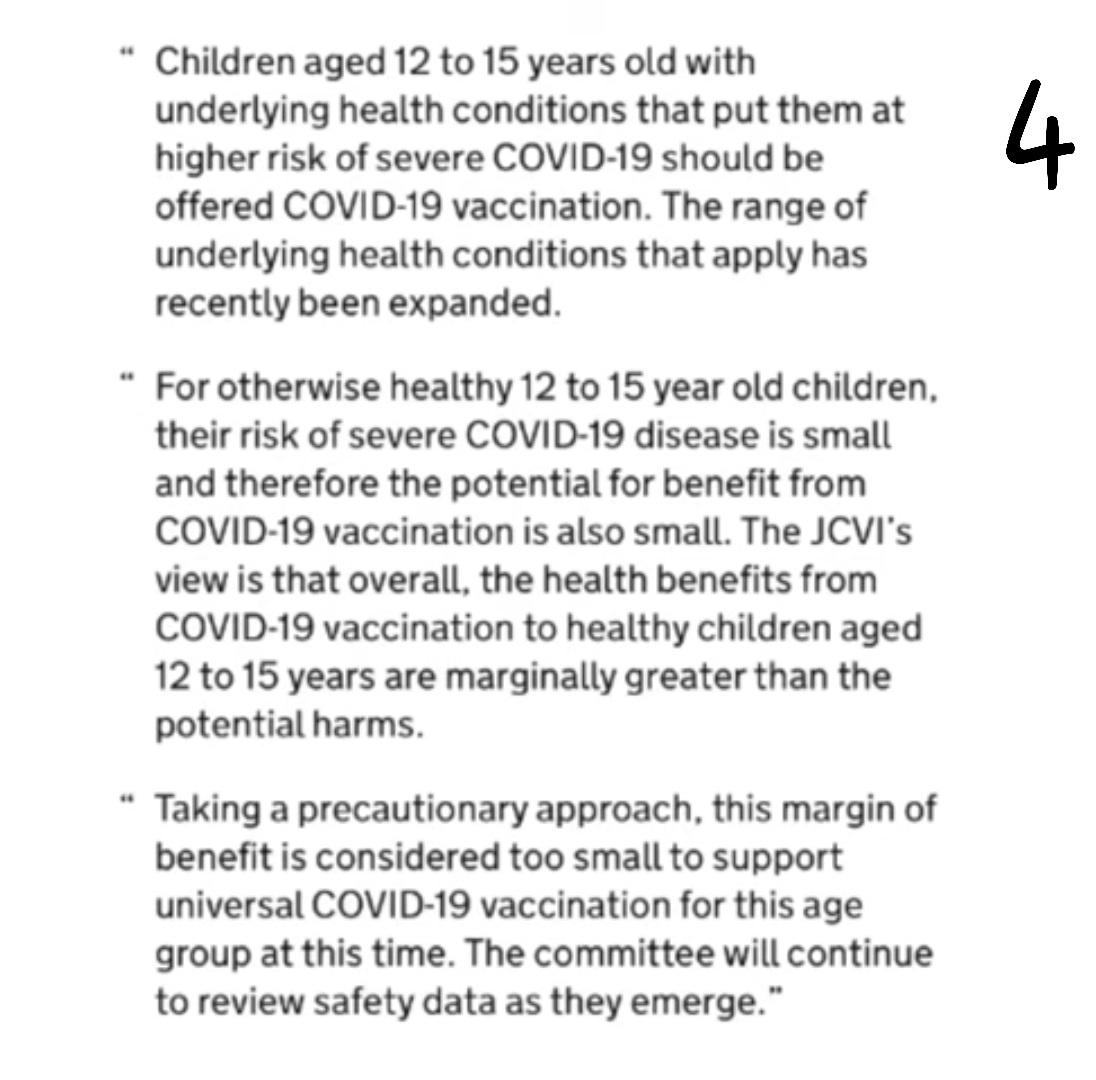 “ Children aged 12 to 15 years old with
underlying health conditions that put them at
higher risk of severe COVID-19 should be
offered COVID-19 vaccination. The range of
underlying health conditions that apply has
recently been expanded.
“ For otherwise healthy 12 to 15 year old children,
their risk of severe COVID-19 disease is small
and therefore the potential for benefit from
COVID-19 vaccination is also small. The JCVI’s
view is that overall, the health benefits from
COVID-19 vaccination to healthy children aged
12 to 15 years are marginally greater than the
potential harms.
“ Taking a precautionary approach, this margin of
benefit is considered too small to support
universal COVID-19 vaccination for this age
group at this time. The committee will continue
to review safety data as they emerge.”
4